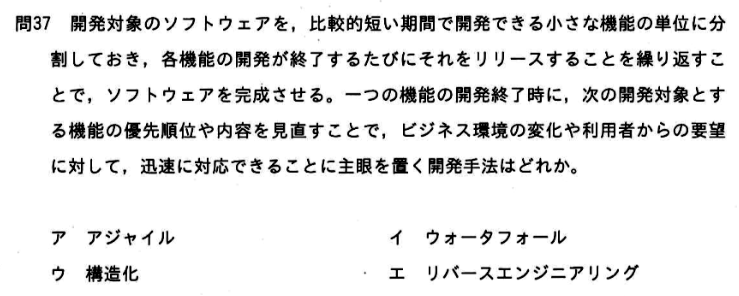 問37　開発対象のソフトウェアを，比較的短い期間で開発できる小さな機能の単位に分
割しておき，各機能の開発が終了するたびにそれをリリースすることを繰り返すこ
とで，ソフトウェアを完成させる。一つの機能の開発終了時に，次の開発対象とす
る機能の優先順位や内容を見直すことで，ビジネス環境の変化や利用者からの要望
に対して，迅速に対応できることに主眼を置く開発手法はどれか。
ア　アジャイル　　イ　ウォータフォール
ウ　構造化　　エ　リバースエンジニアリング